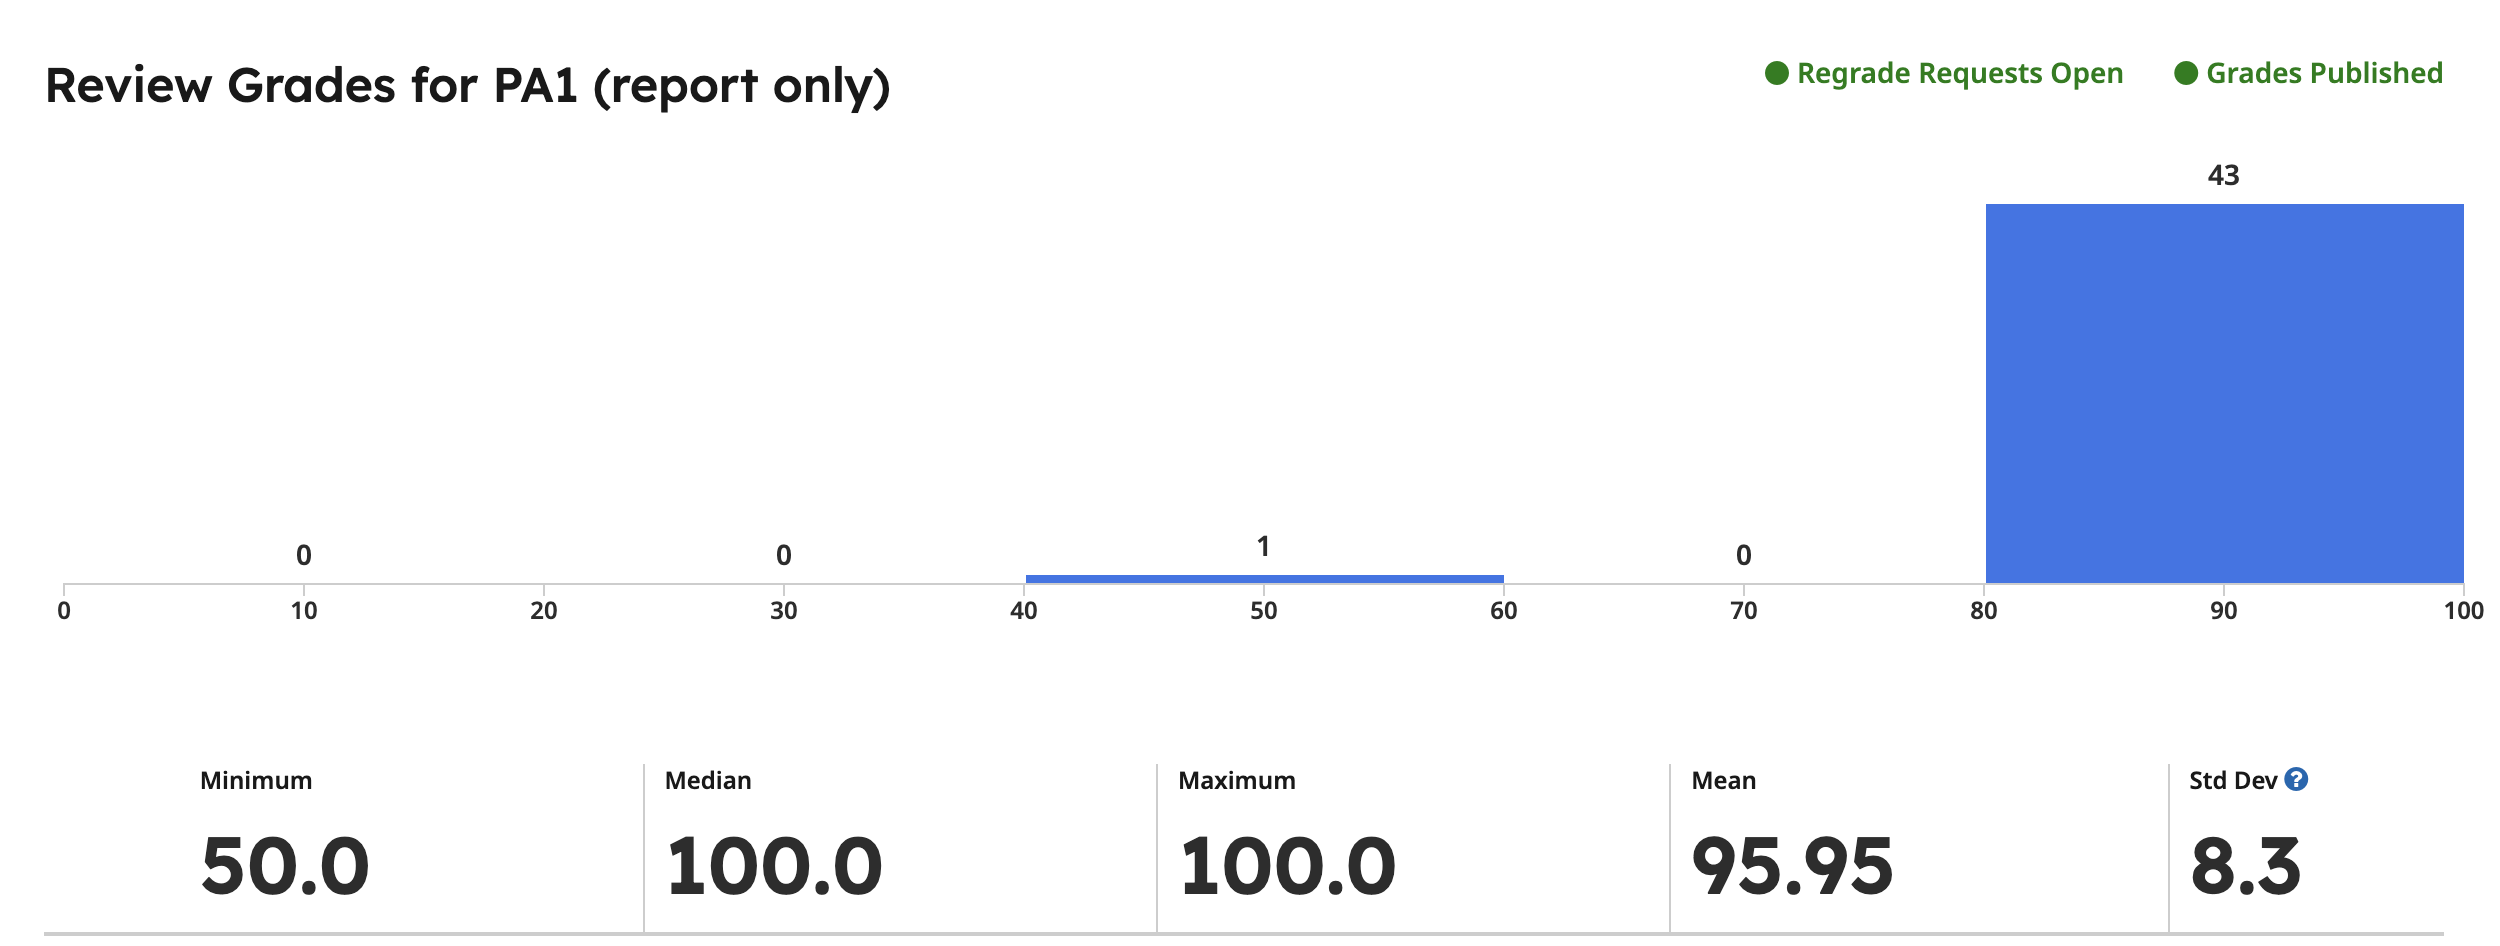 Review Grades for PA1 (report only)
Regrade Requests Open
Grades Published
43
0
0
1
0
0 10 20 30 40 50 60 70 80 90 100
Minimum
50.0
Median
100.0
Maximum
100.0
Mean
95.95
Std Dev ?
8.3